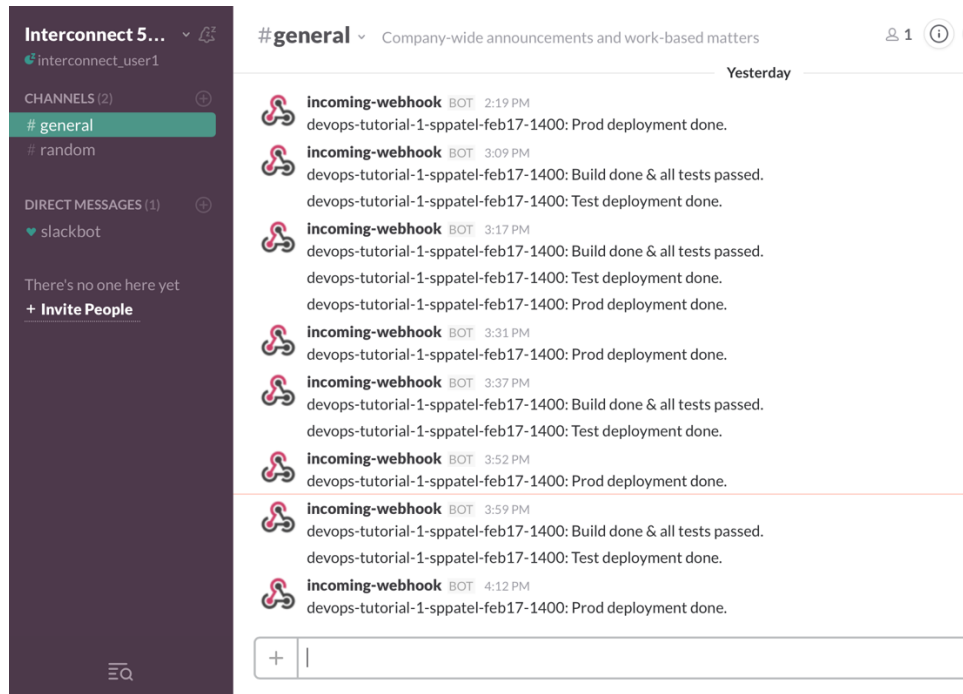 Interconnect 5...
interconnect_user1
CHANNELS (2)
# general
# random
DIRECT MESSAGES (1)
slackbot
There's no one here yet
+ Invite People
#general
Company-wide announcements and work-based matters
1
Yesterday
incoming-webhook BOT 2:19 PM
devops-tutorial-1-sppatel-feb17-1400: Prod deployment done.
incoming-webhook BOT 3:09 PM
devops-tutorial-1-sppatel-feb17-1400: Build done & all tests passed.
devops-tutorial-1-sppatel-feb17-1400: Test deployment done.
incoming-webhook BOT 3:17 PM
devops-tutorial-1-sppatel-feb17-1400: Build done & all tests passed.
devops-tutorial-1-sppatel-feb17-1400: Test deployment done.
devops-tutorial-1-sppatel-feb17-1400: Prod deployment done.
incoming-webhook BOT 3:31 PM
devops-tutorial-1-sppatel-feb17-1400: Prod deployment done.
incoming-webhook BOT 3:37 PM
devops-tutorial-1-sppatel-feb17-1400: Build done & all tests passed.
devops-tutorial-1-sppatel-feb17-1400: Test deployment done.
incoming-webhook BOT 3:52 PM
devops-tutorial-1-sppatel-feb17-1400: Prod deployment done.
incoming-webhook BOT 3:59 PM
devops-tutorial-1-sppatel-feb17-1400: Build done & all tests passed.
devops-tutorial-1-sppatel-feb17-1400: Test deployment done.
incoming-webhook BOT 4:12 PM
devops-tutorial-1-sppatel-feb17-1400: Prod deployment done.